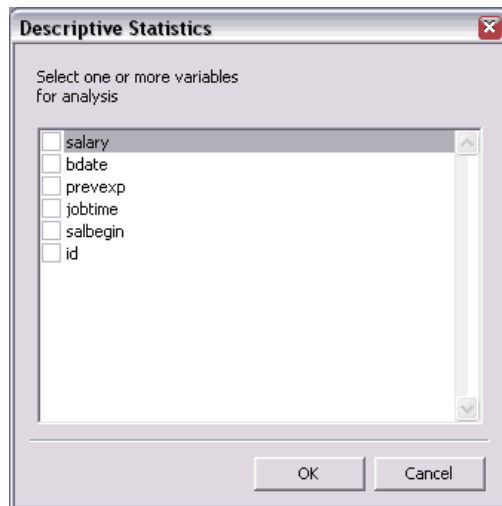 Descriptive Statistics
Select one or more variables
for analysis
salary
bdate
prevexp
jobtime
salbegin
id
OK
Cancel